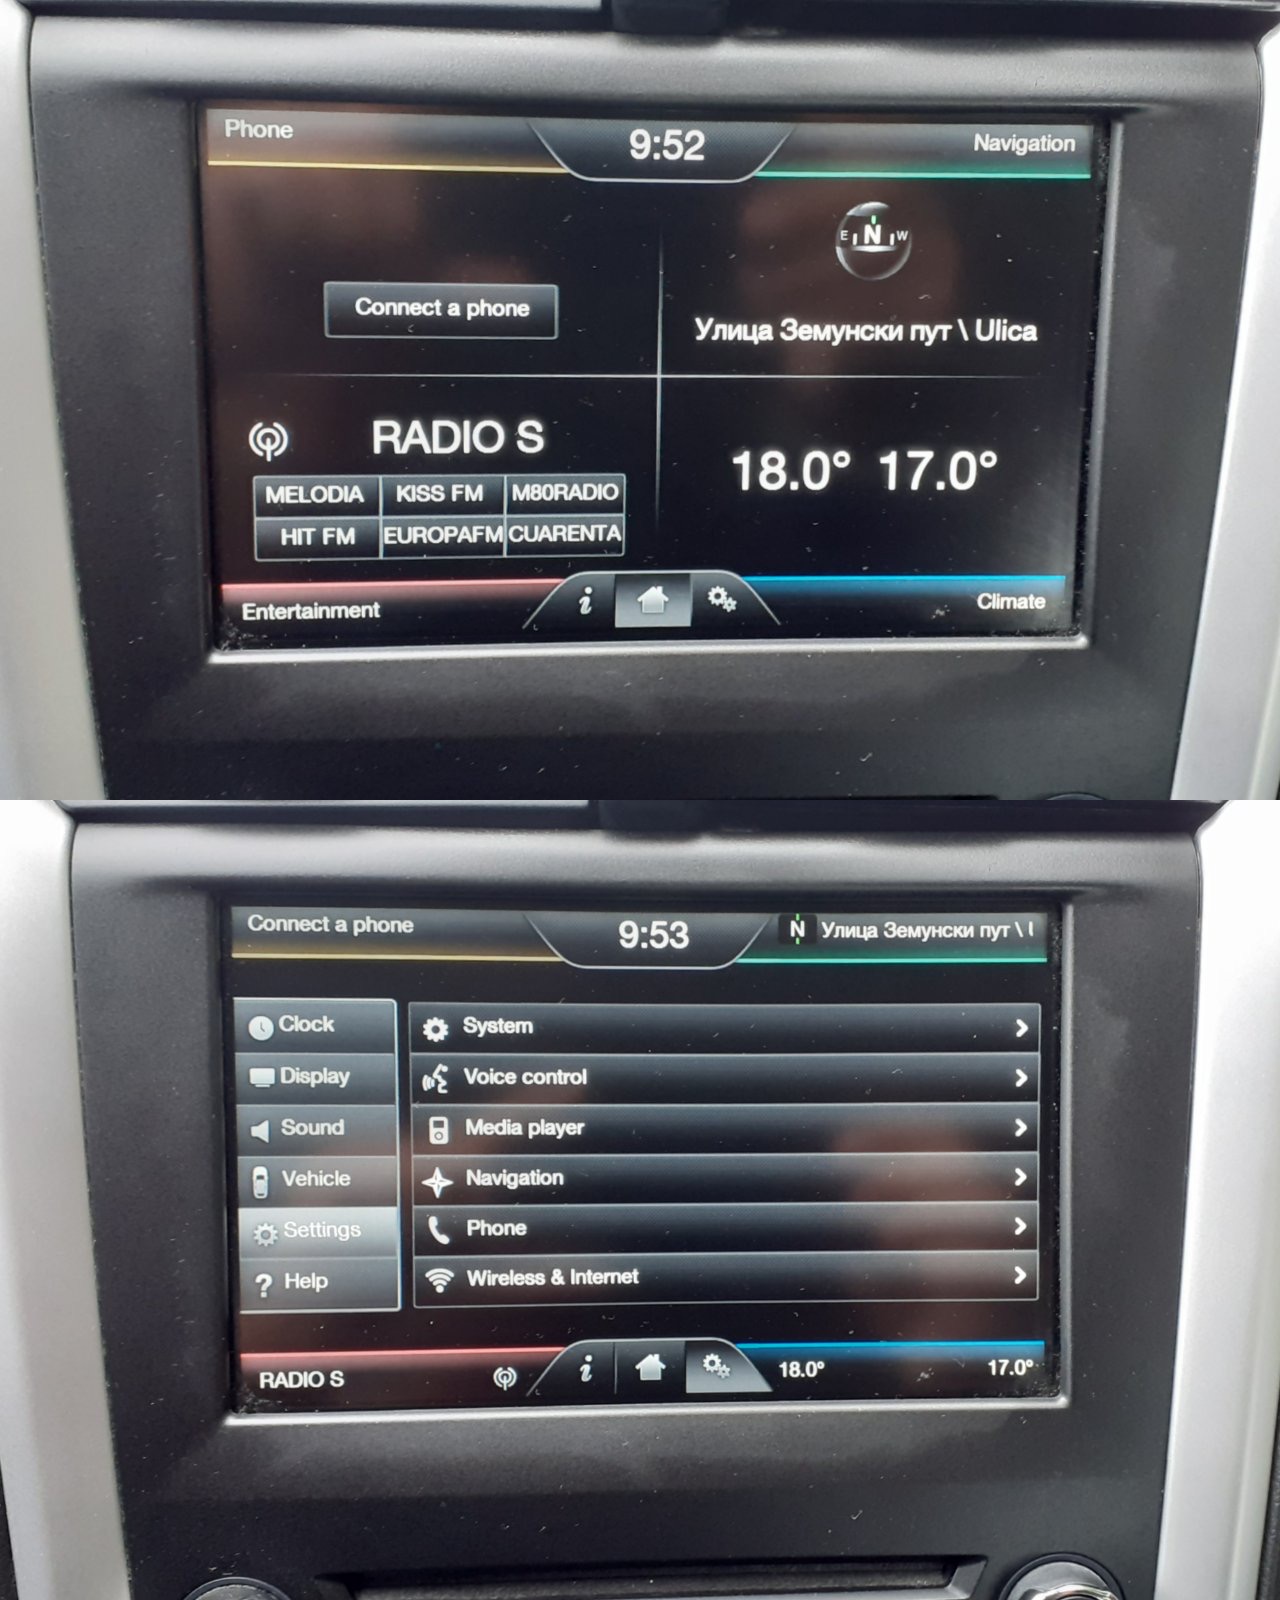 Phone
9:52
Navigation
E N W
Connect a phone
Улица Земунски пут \ Ulica
RADIO S
MELODIA KISS FM M80RADIO
HIT FM EUROPAFM CUARENTA
18.0° 17.0°
Entertainment
i
Climate
Connect a phone
9:53
N Улица Земунски пут \ U
Clock
Display
Sound
Vehicle
Settings
? Help
System
Voice control
Media player
Navigation
Phone
Wireless & Internet
RADIO S
i
18.0°
17.0°